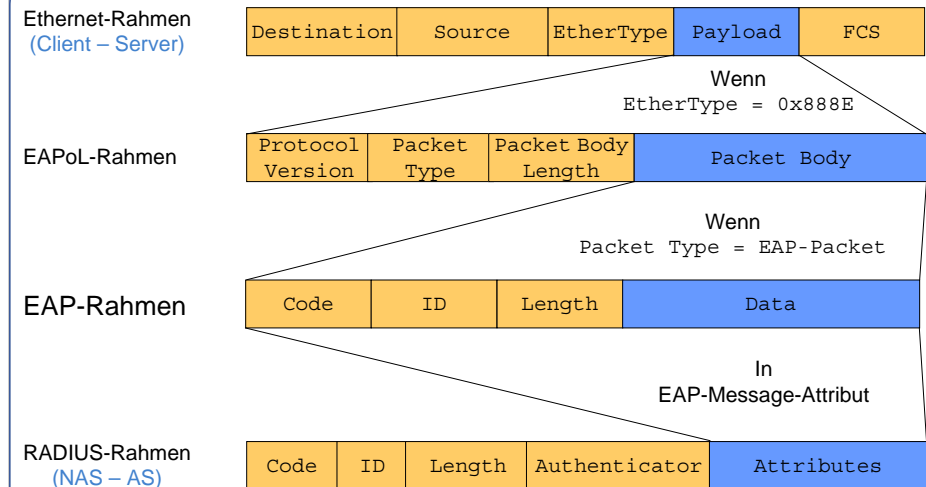 Ethernet-Rahmen
(Client – Server)
Destination Source EtherType Payload FCS
Wenn
EtherType = 0x888E
EAPoL-Rahmen
Protocol Version Packet Type Packet Body Length Packet Body
Wenn
Packet Type = EAP-Packet
EAP-Rahmen
Code ID Length Data
In
EAP-Message-Attribut
RADIUS-Rahmen
(NAS – AS)
Code ID Length Authenticator Attributes